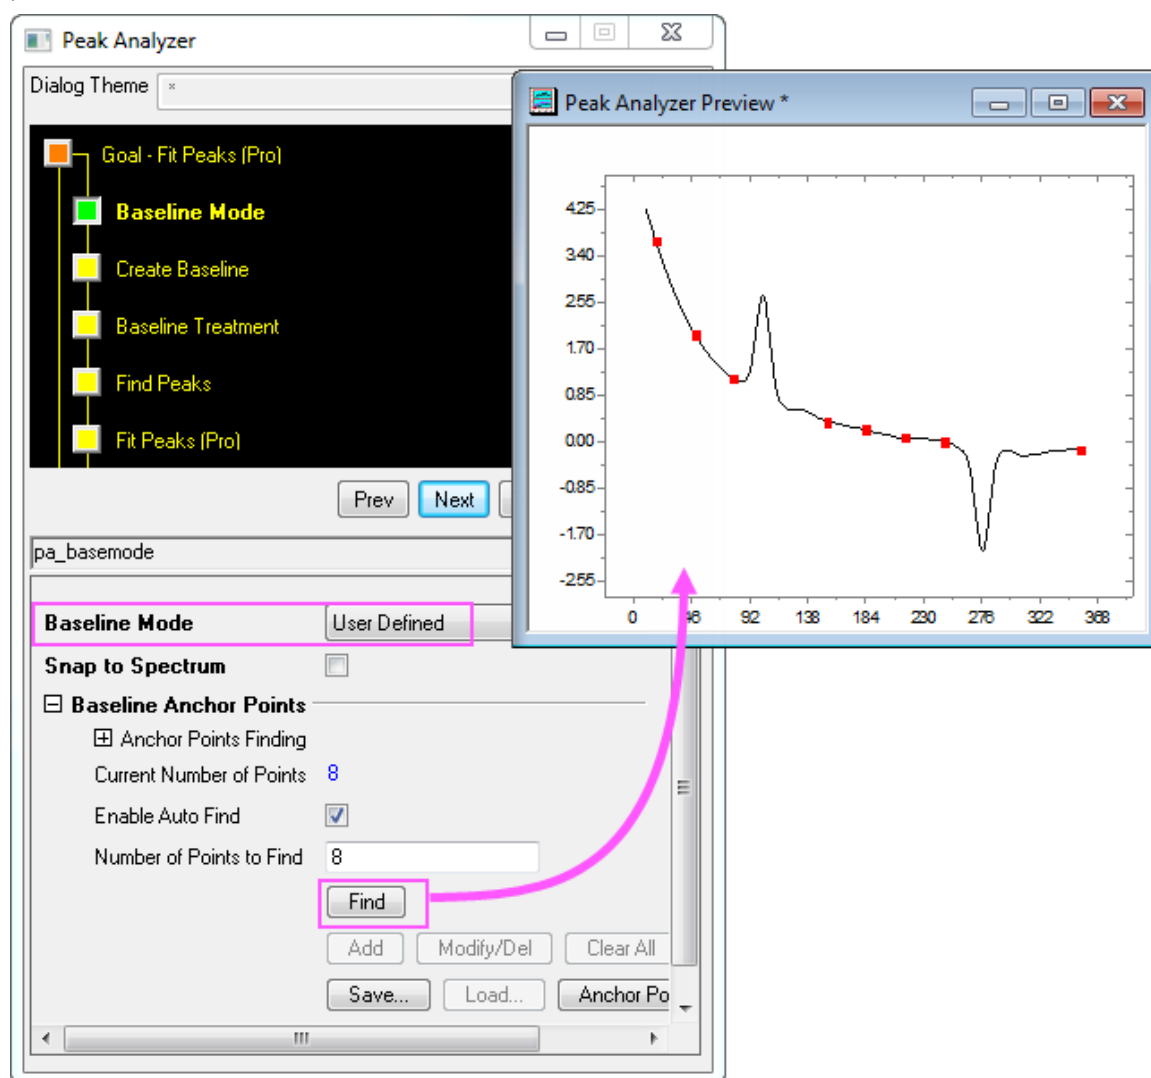 Peak Analyzer
Dialog Theme *
Goal - Fit Peaks (Pro)
Baseline Mode
Create Baseline
Baseline Treatment
Find Peaks
Fit Peaks (Pro)
Prev Next
pa_basemode
Baseline Mode User Defined
Snap to Spectrum
Baseline Anchor Points
Anchor Points Finding
Current Number of Points 8
Enable Auto Find
Number of Points to Find 8
Find
Add Modify/Del Clear All
Save... Load... Anchor Po
Peak Analyzer Preview *
4.25
3.40
2.55
1.70
0.85
0.00
-0.85
-1.70
-2.55
0 46 92 138 184 230 276 322 368